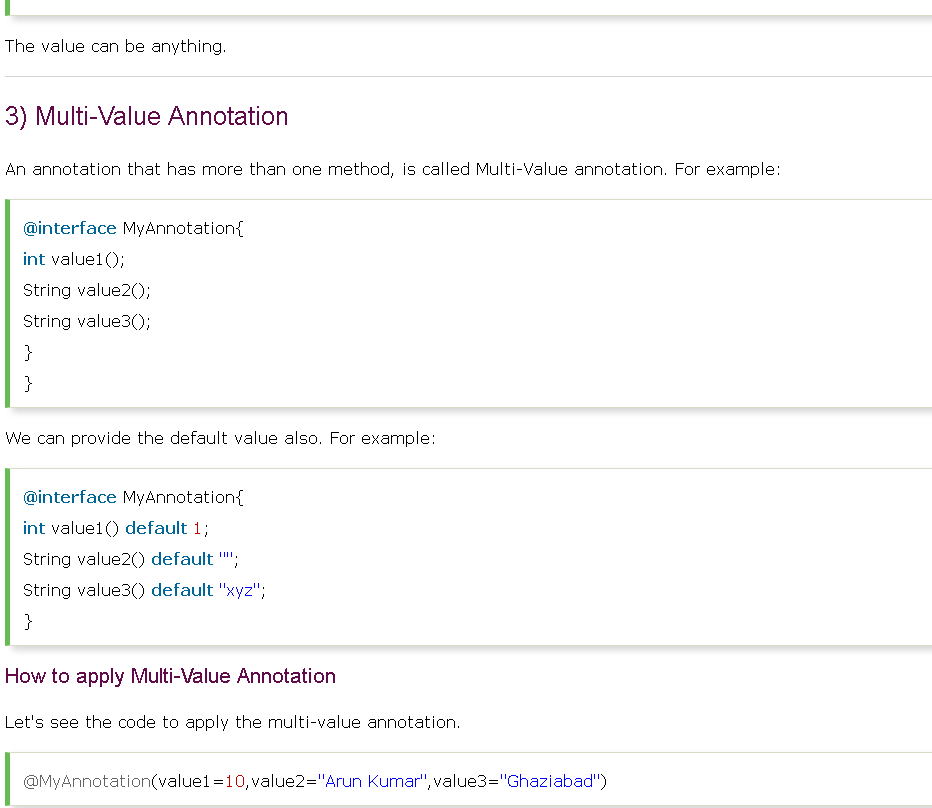 The value can be anything.
3) Multi-Value Annotation
An annotation that has more than one method, is called Multi-Value annotation. For example:
@interface MyAnnotation{
int value1();
String value2();
String value3();
}
}
We can provide the default value also. For example:
@interface MyAnnotation{
int value1() default 1;
String value2() default "";
String value3() default "xyz";
}
How to apply Multi-Value Annotation
Let's see the code to apply the multi-value annotation.
@MyAnnotation(value1=10,value2="Arun Kumar",value3="Ghaziabad")